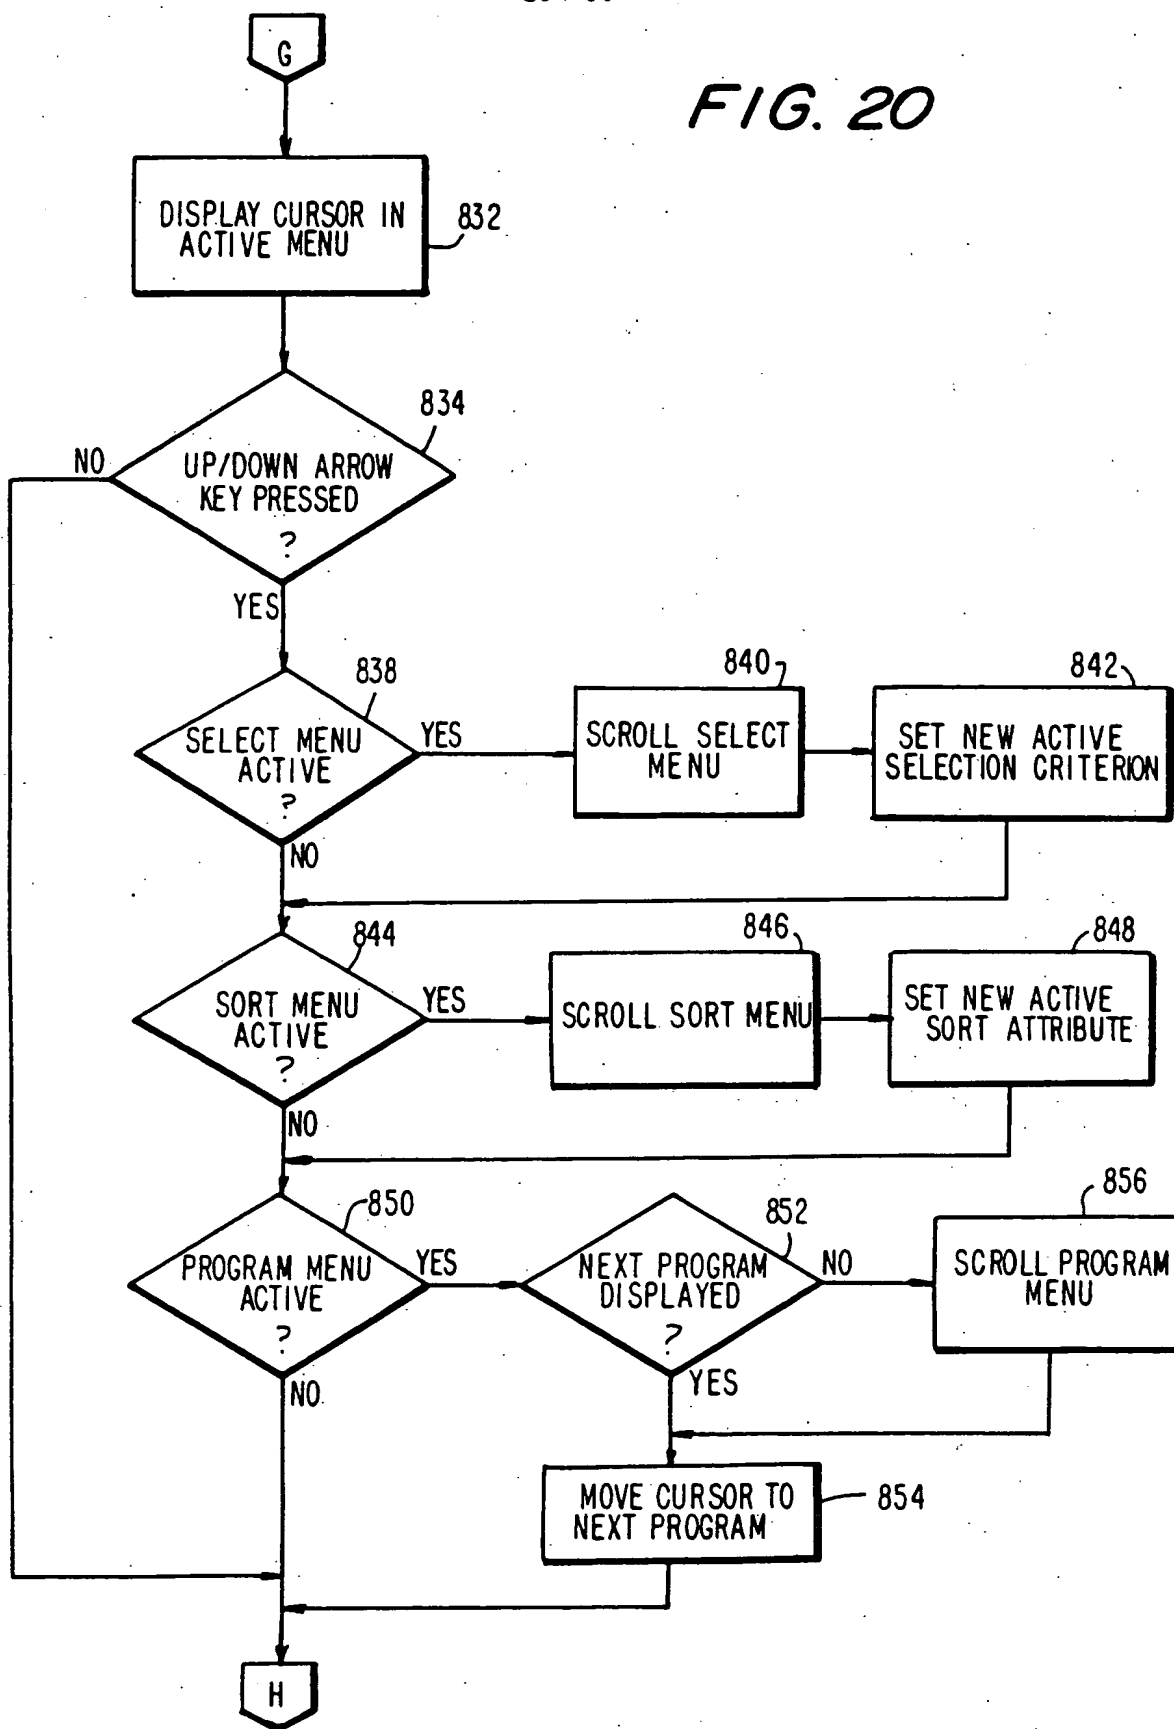 G
FIG. 20
DISPLAY CURSOR IN
ACTIVE MENU
832
834
NO
UP/DOWN ARROW
KEY PRESSED
?
YES
838
840
842
SELECT MENU
ACTIVE
?
YES
SCROLL SELECT
MENU
SET NEW ACTIVE
SELECTION CRITERION
NO
844
846
848
SORT MENU
ACTIVE
?
YES
SCROLL SORT MENU
SET NEW ACTIVE
SORT ATTRIBUTE
NO
850
852
856
PROGRAM MENU
ACTIVE
?
YES
NEXT PROGRAM
DISPLAYED
?
NO
SCROLL PROGRAM
MENU
NO
YES
MOVE CURSOR TO
NEXT PROGRAM
854
H